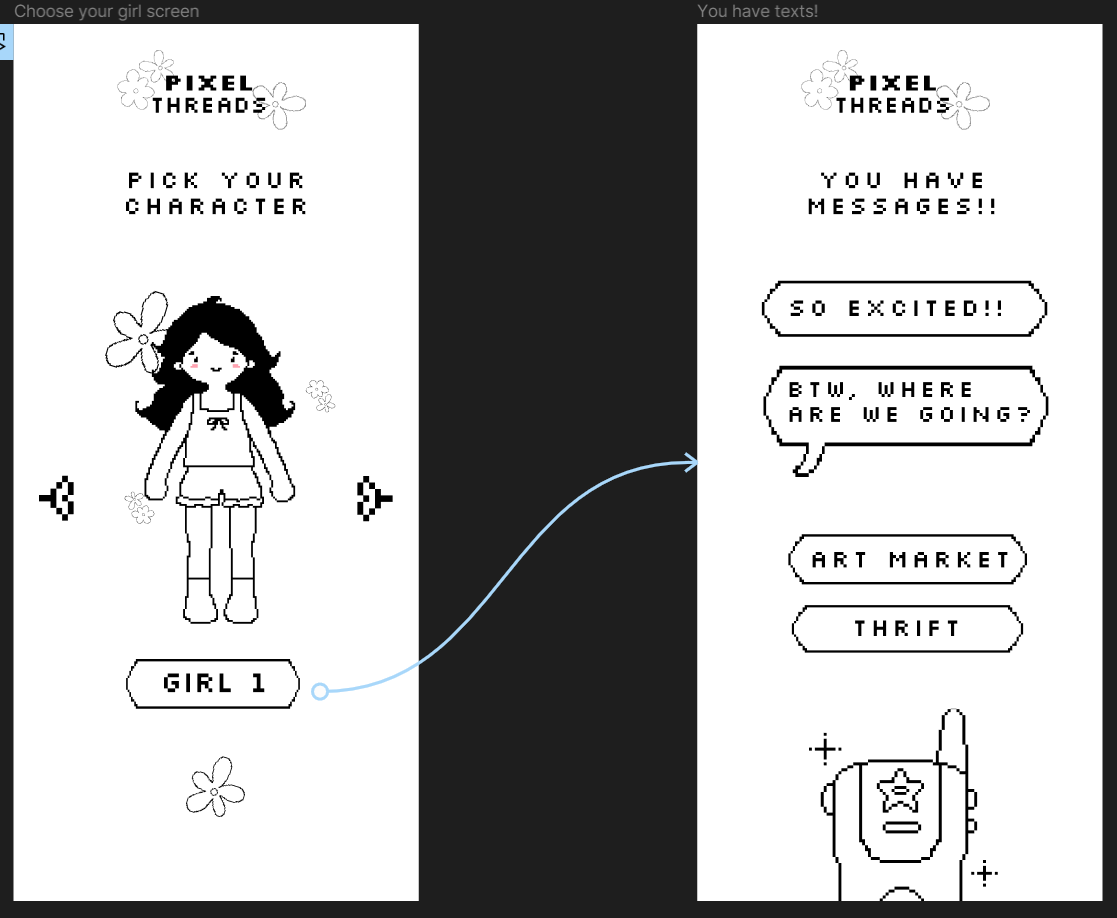 Choose your girl screen
PIXEL
THREADS
PICK YOUR
CHARACTER
GIRL 1
You have texts!
PIXEL
THREADS
YOU HAVE
MESSAGES!!
SO EXCITED!!
BTW, WHERE
ARE WE GOING?
ART MARKET
THRIFT